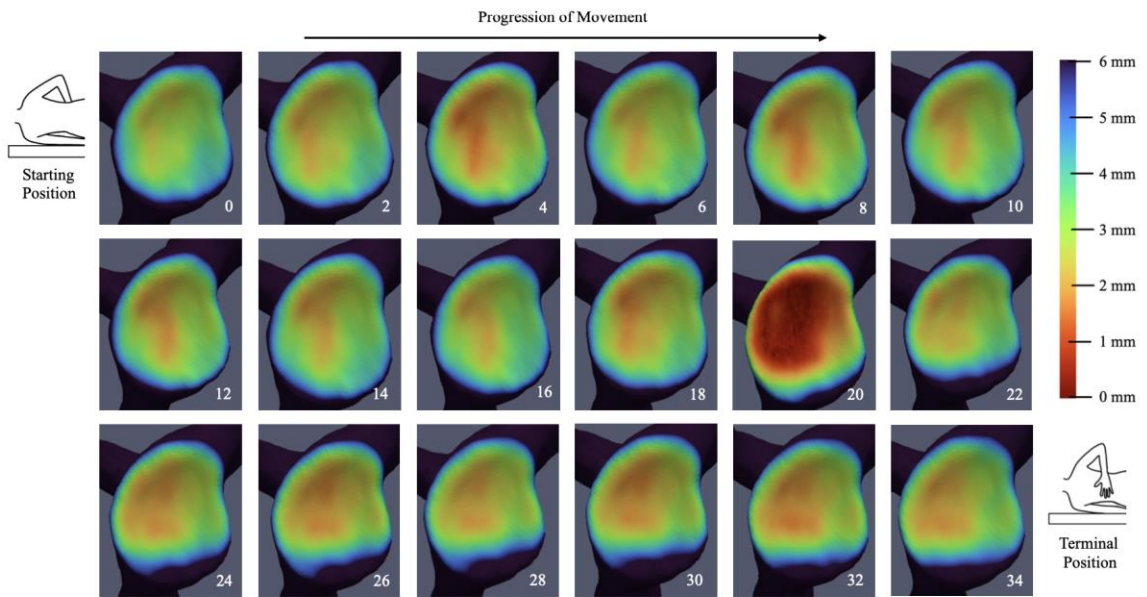 Progression of Movement
Starting
Position
0
2
4
6
8
10
12
14
16
18
20
22
24
26
28
30
32
34
6 mm
5 mm
4 mm
3 mm
2 mm
1 mm
0 mm
Terminal
Position